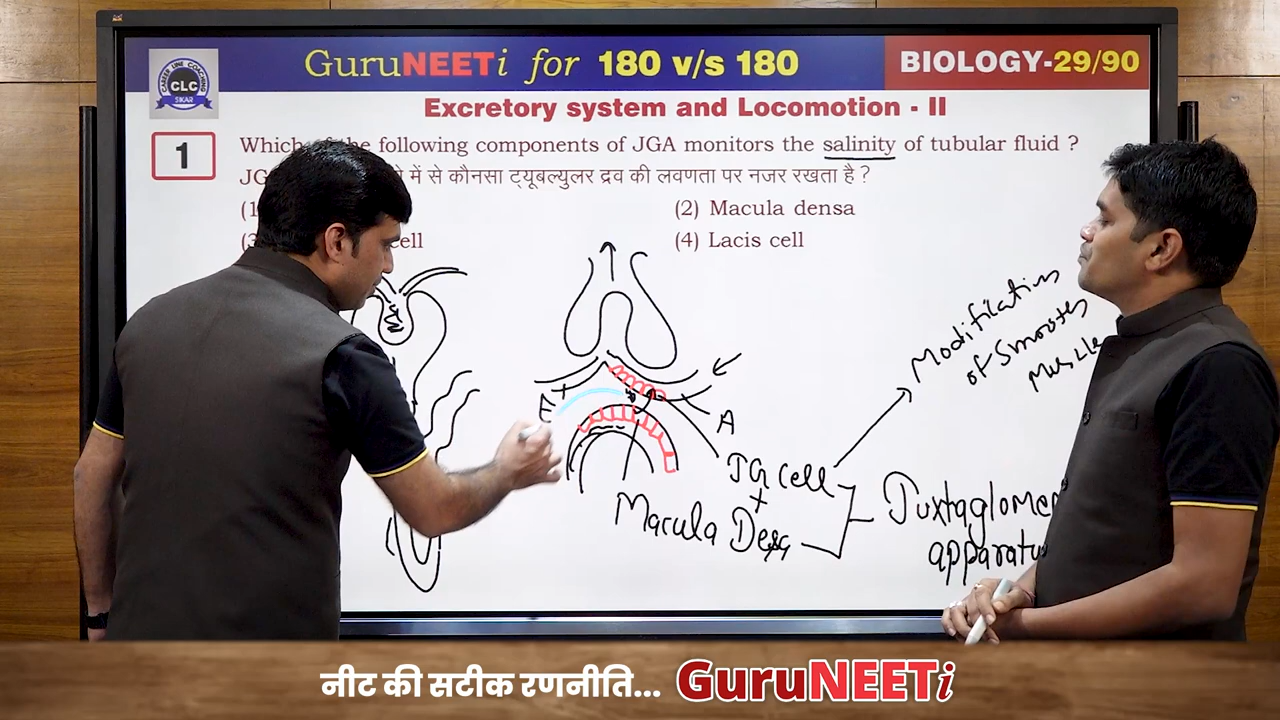 GuruNEETi for 180 v/s 180
BIOLOGY-29/90
CAREER LINE COACHING
CLC
SIKAR
Excretory system and Locomotion - II
1
Which of the following components of JGA monitors the salinity of tubular fluid ?
में से कौनसा ट्यूबल्युलर द्रव की लवणता पर नजर रखता है ?
(2) Macula densa
cell
(4) Lacis cell
Modification
of Smooth
Muscle
E
A
JG cell
+
Macula Densa
Juxtaglomer
apparatu
नीट की सटीक रणनीति...
GuruNEETi